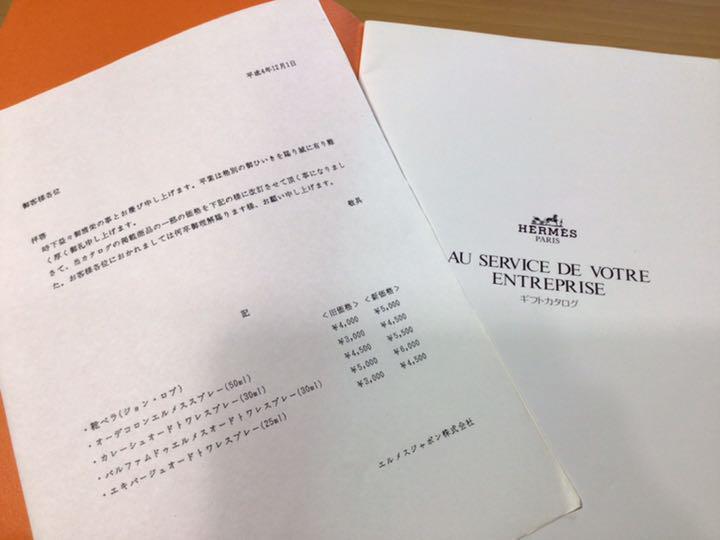 平成4年12月1日
御客様各位
拝啓
時下益々御清栄の事とお慶び申し上げます。平素は格別の御ひいきを賜り誠に有り難
く厚く御礼申し上げます。
さて、当カタログの掲載商品の一部の価格を下記の様に改訂させて頂く事になりまし
た。お客様各位におかれましては何卒御理解賜ります様、お願い申し上げます。
敬具
記
<旧価格> <新価格>
・靴ベラ(ジョン・ロブ) ¥4,000 ¥5,000
・オーデコロンエルメススプレー(50ml) ¥3,000 ¥4,500
・カレーシュオードトワレスプレー(30ml) ¥4,500 ¥5,500
・パルファムドゥエルメスオードトワレスプレー(30ml) ¥5,000 ¥6,000
・エキパージュオードトワレスプレー(25ml) ¥3,000 ¥4,500
エルメスジャポン株式会社
HERMES
PARIS
AU SERVICE DE VOTRE
ENTREPRISE
ギフトカタログ